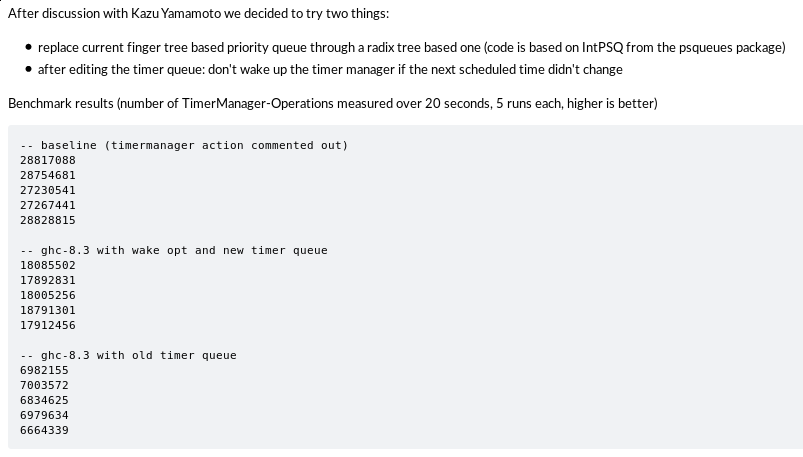 After discussion with Kazu Yamamoto we decided to try two things:
• replace current finger tree based priority queue through a radix tree based one (code is based on IntPSQ from the psqueues package)
• after editing the timer queue: don't wake up the timer manager if the next scheduled time didn't change
Benchmark results (number of TimerManager-Operations measured over 20 seconds, 5 runs each, higher is better)
-- baseline (timermanager action commented out)
28817088
28754681
27230541
27267441
28828815
-- ghc-8.3 with wake opt and new timer queue
18085502
17892831
18005256
18791301
17912456
-- ghc-8.3 with old timer queue
6982155
7003572
6834625
6979634
6664339